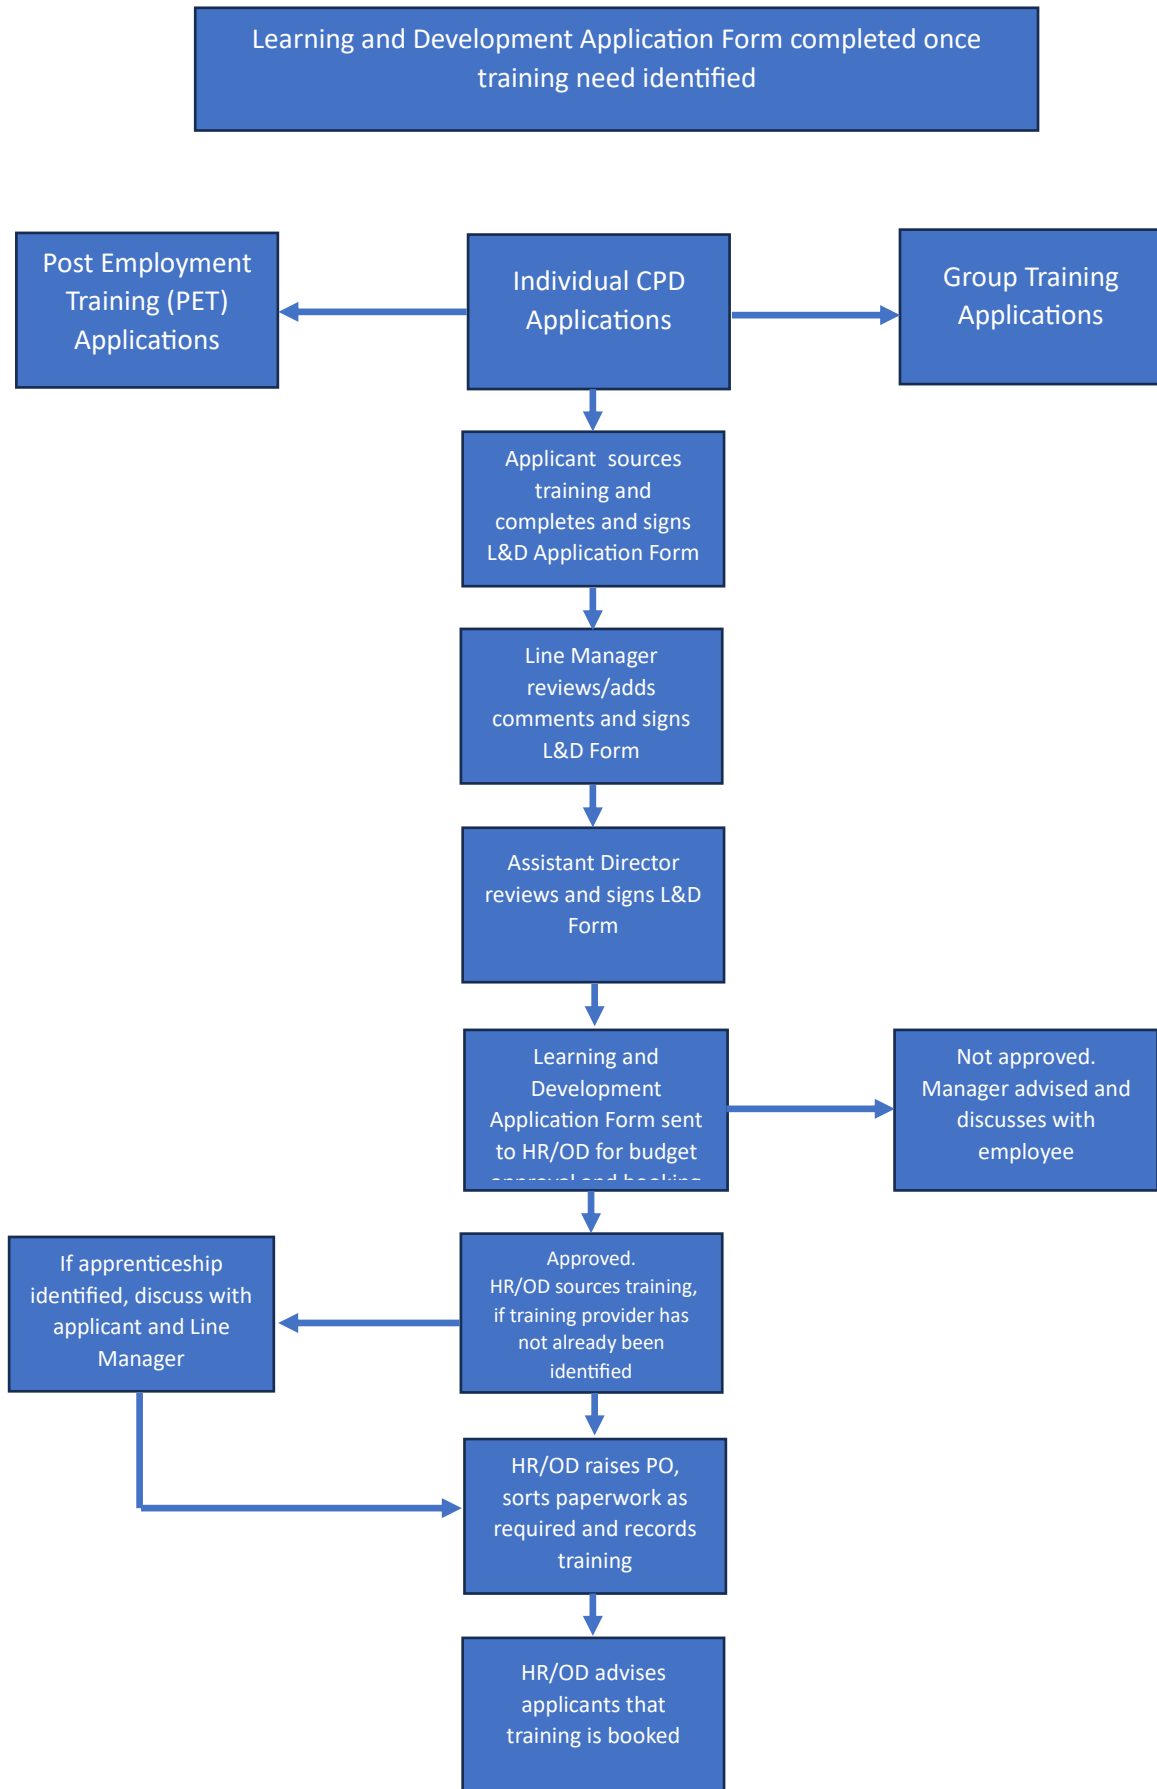 Learning and Development Application Form completed once
training need identified
Post Employment
Training (PET)
Applications
Individual CPD
Applications
Group Training
Applications
Applicant  sources
training and
completes and signs
L&D Application Form
Line Manager
reviews/adds
comments and signs
L&D Form
Assistant Director
reviews and signs L&D
Form
Learning and
Development
Application Form sent
to HR/OD for budget
approval and booking
Not approved.
Manager advised and
discusses with
employee
If apprenticeship
identified, discuss with
applicant and Line
Manager
Approved.
HR/OD sources training,
if training provider has
not already been
identified
HR/OD raises PO,
sorts paperwork as
required and records
training
HR/OD advises
applicants that
training is booked